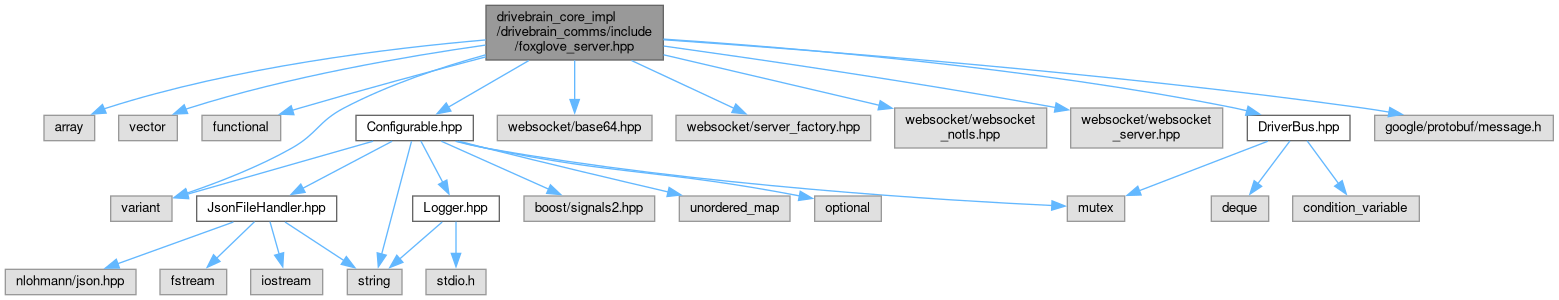 drivebrain_core_impl
/drivebrain_comms/include
/foxglove_server.hpp
array
vector
functional
Configurable.hpp
websocket/base64.hpp
websocket/server_factory.hpp
websocket/websocket
_notls.hpp
websocket/websocket
_server.hpp
DriverBus.hpp
google/protobuf/message.h
variant
JsonFileHandler.hpp
Logger.hpp
boost/signals2.hpp
unordered_map
optional
mutex
deque
condition_variable
nlohmann/json.hpp
fstream
iostream
string
stdio.h